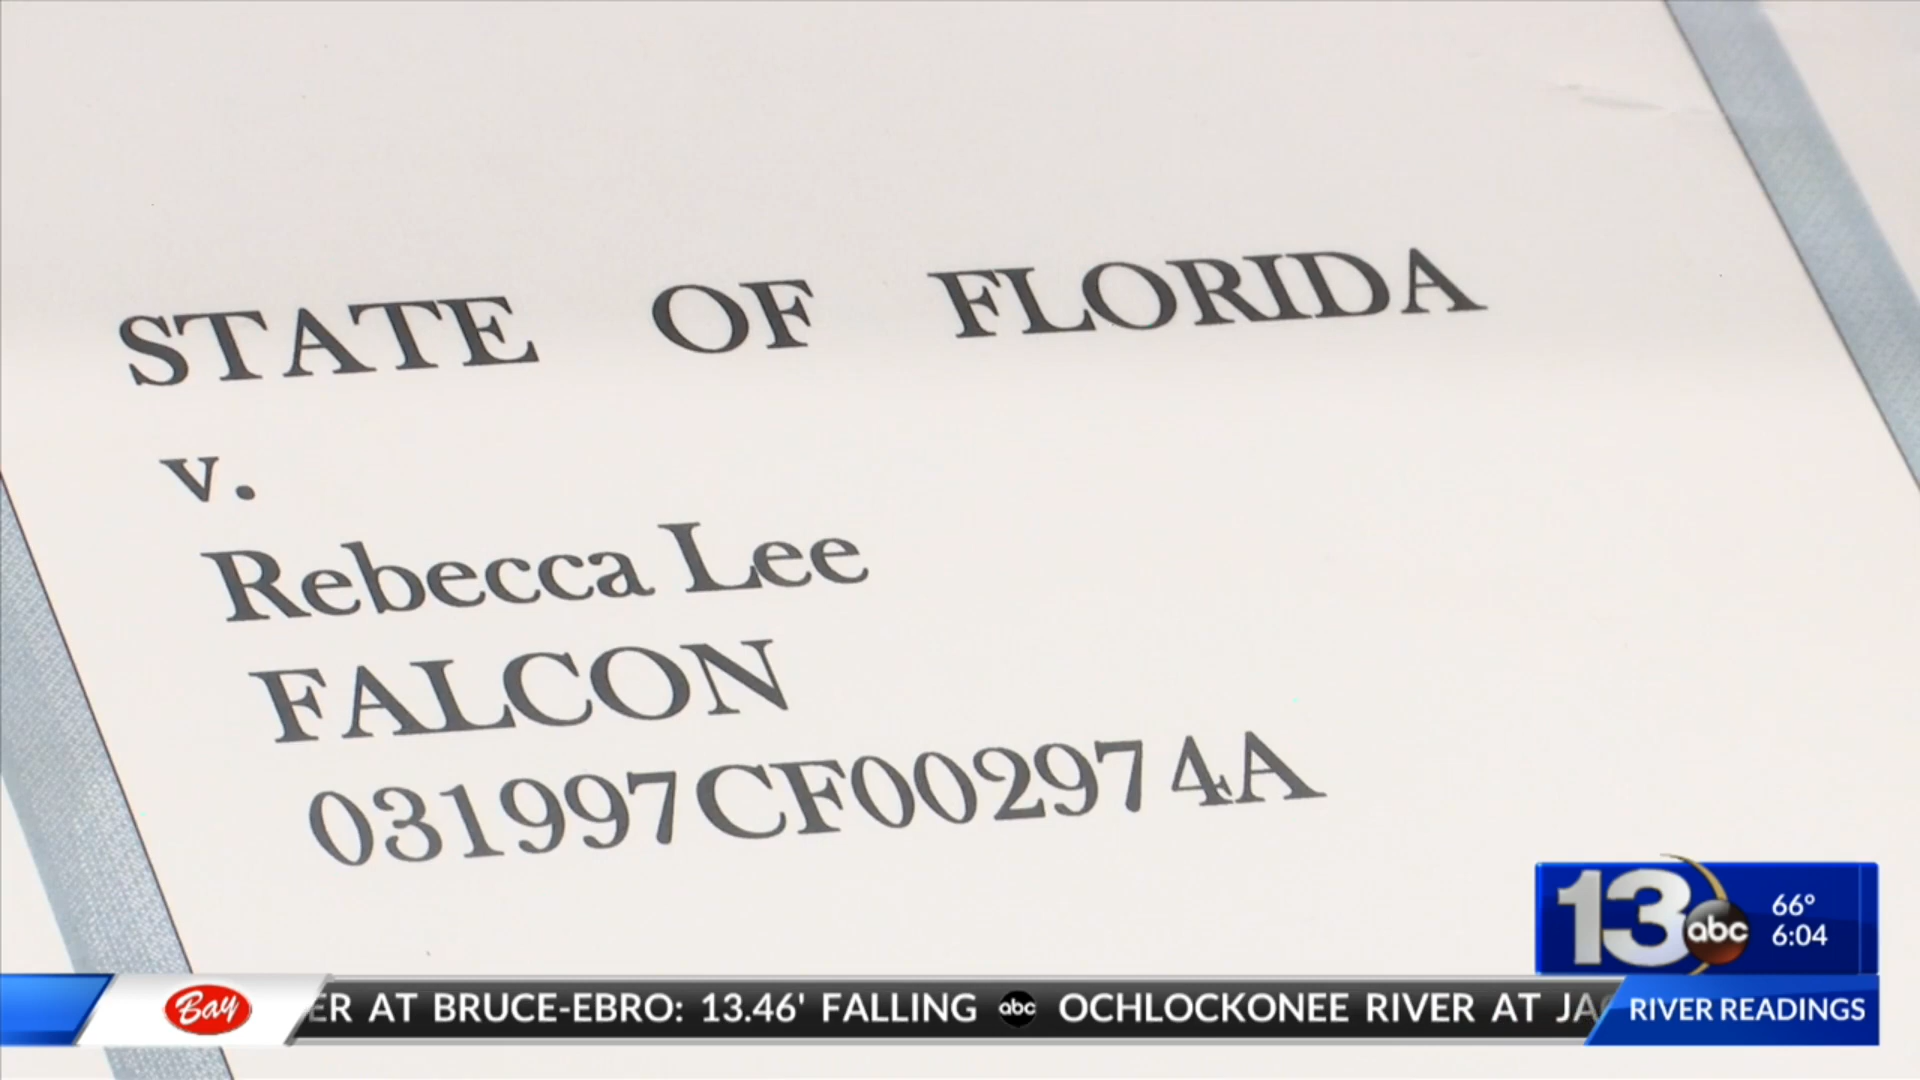 STATE OF FLORIDA
v.
Rebecca Lee
FALCON
031997CF002974A
13 abc
66°
6:04
Bay
ER AT BRUCE-EBRO: 13.46' FALLING abc OCHLOCKONEE RIVER AT JA
RIVER READINGS